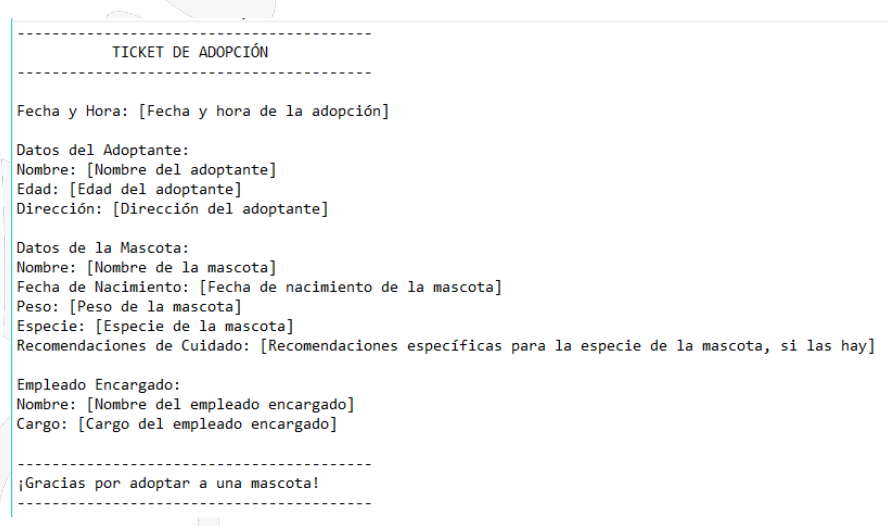 -----------------------------------------
TICKET DE ADOPCIÓN
-----------------------------------------
Fecha y Hora: [Fecha y hora de la adopción]
Datos del Adoptante:
Nombre: [Nombre del adoptante]
Edad: [Edad del adoptante]
Dirección: [Dirección del adoptante]
Datos de la Mascota:
Nombre: [Nombre de la mascota]
Fecha de Nacimiento: [Fecha de nacimiento de la mascota]
Peso: [Peso de la mascota]
Especie: [Especie de la mascota]
Recomendaciones de Cuidado: [Recomendaciones específicas para la especie de la mascota, si las hay]
Empleado Encargado:
Nombre: [Nombre del empleado encargado]
Cargo: [Cargo del empleado encargado]
-----------------------------------------
¡Gracias por adoptar a una mascota!
-----------------------------------------